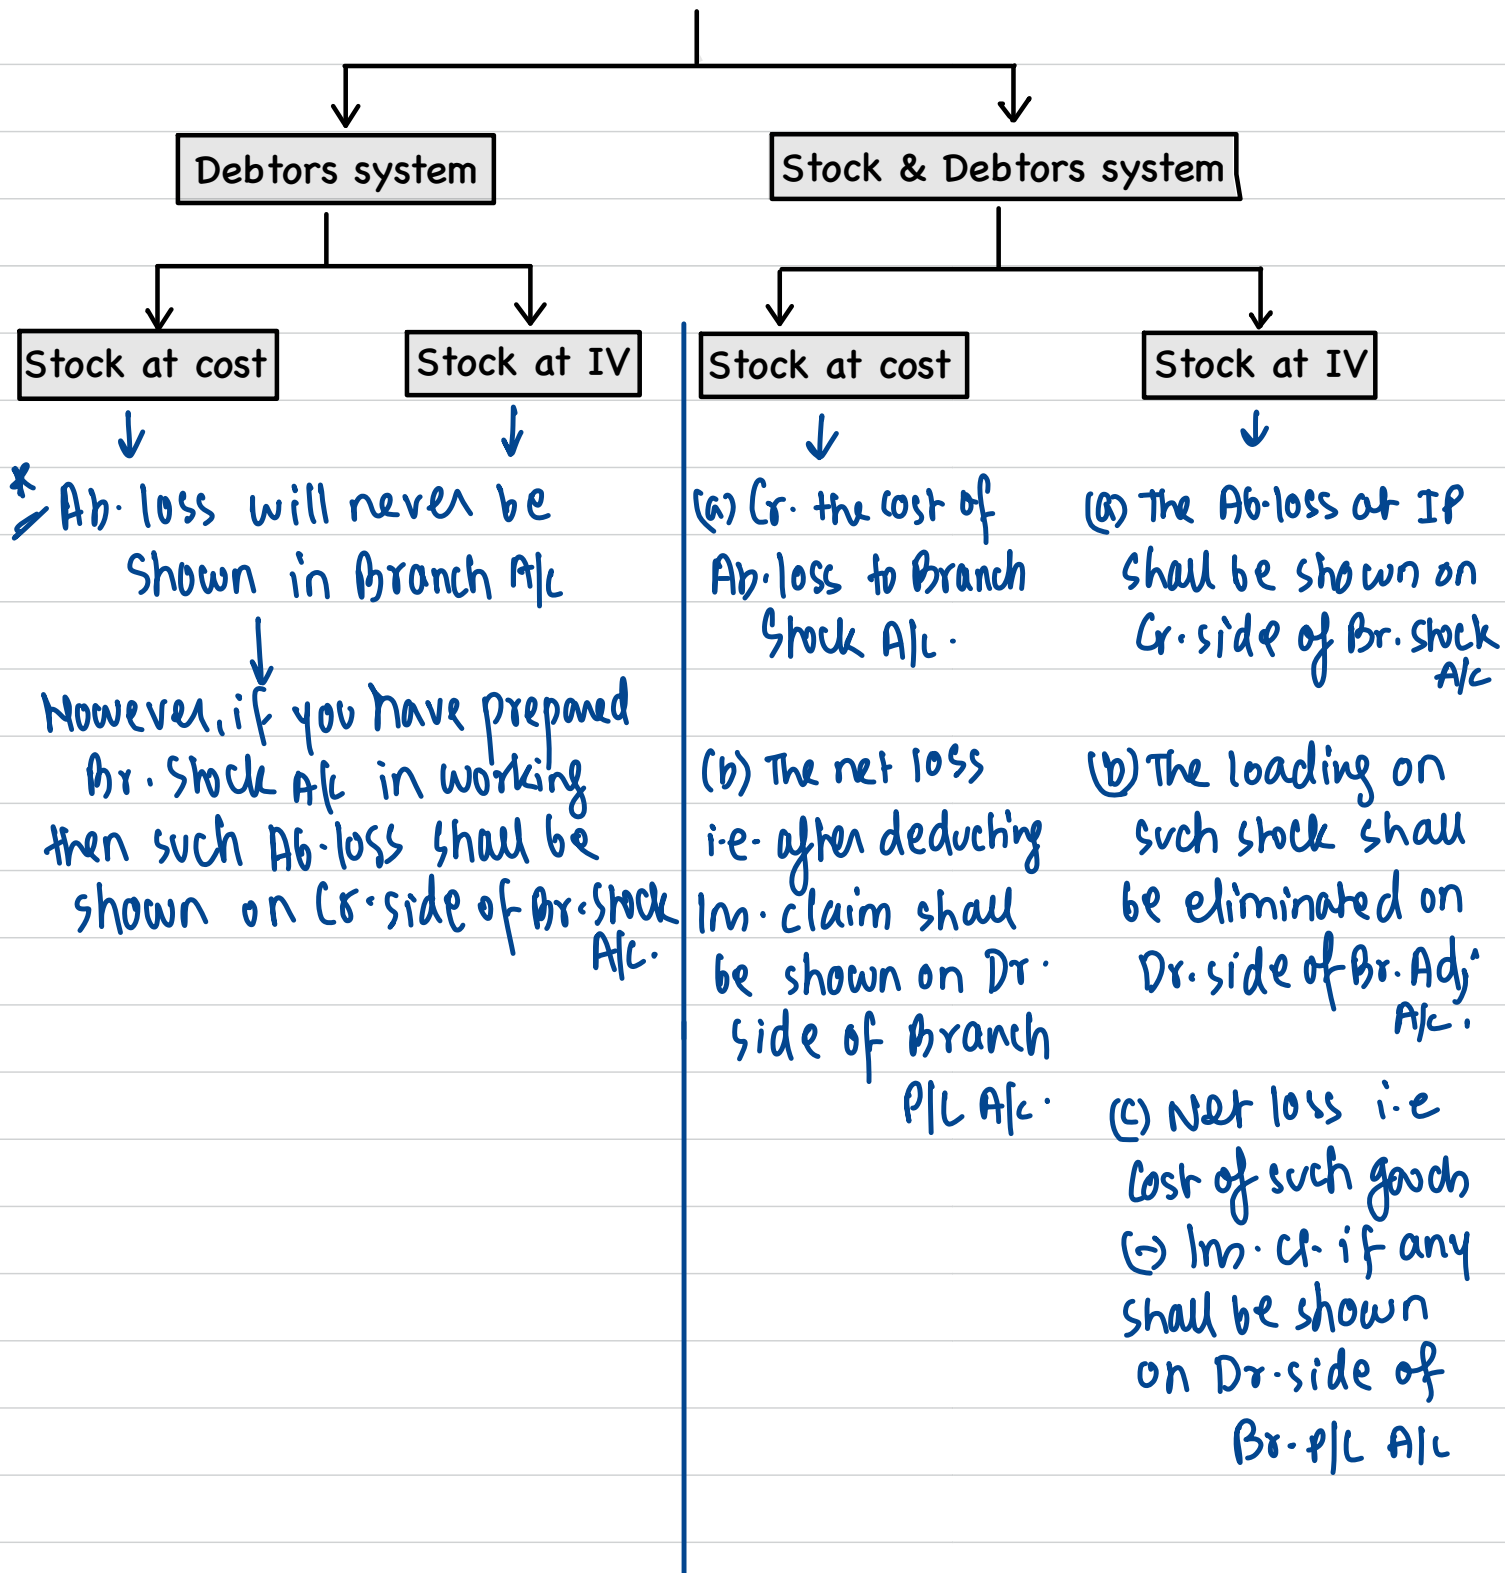 Debtors system
Stock & Debtors system
Stock at cost
Stock at IV
Stock at cost
Stock at IV
* Ab. loss will never be
shown in Branch A/c
However, if you have prepared
Br. Stock A/c in working
then such Ab. loss shall be
shown on Cr. side of Br. Stock
A/c.
(a) Cr. the cost of
Ab. loss to Branch
Stock A/c.
(b) The net loss
i.e. after deducting
Im. claim shall
be shown on Dr.
side of Branch
P/L A/c.
(a) The Ab. loss at IP
shall be shown on
Cr. side of Br. Stock
A/c
(b) The loading on
such stock shall
be eliminated on
Dr. side of Br. Adj.
A/c.
(c) Net loss i.e
Cost of such goods
(-) Im. Cl. if any
shall be shown
on Dr. side of
Br. P/L A/c